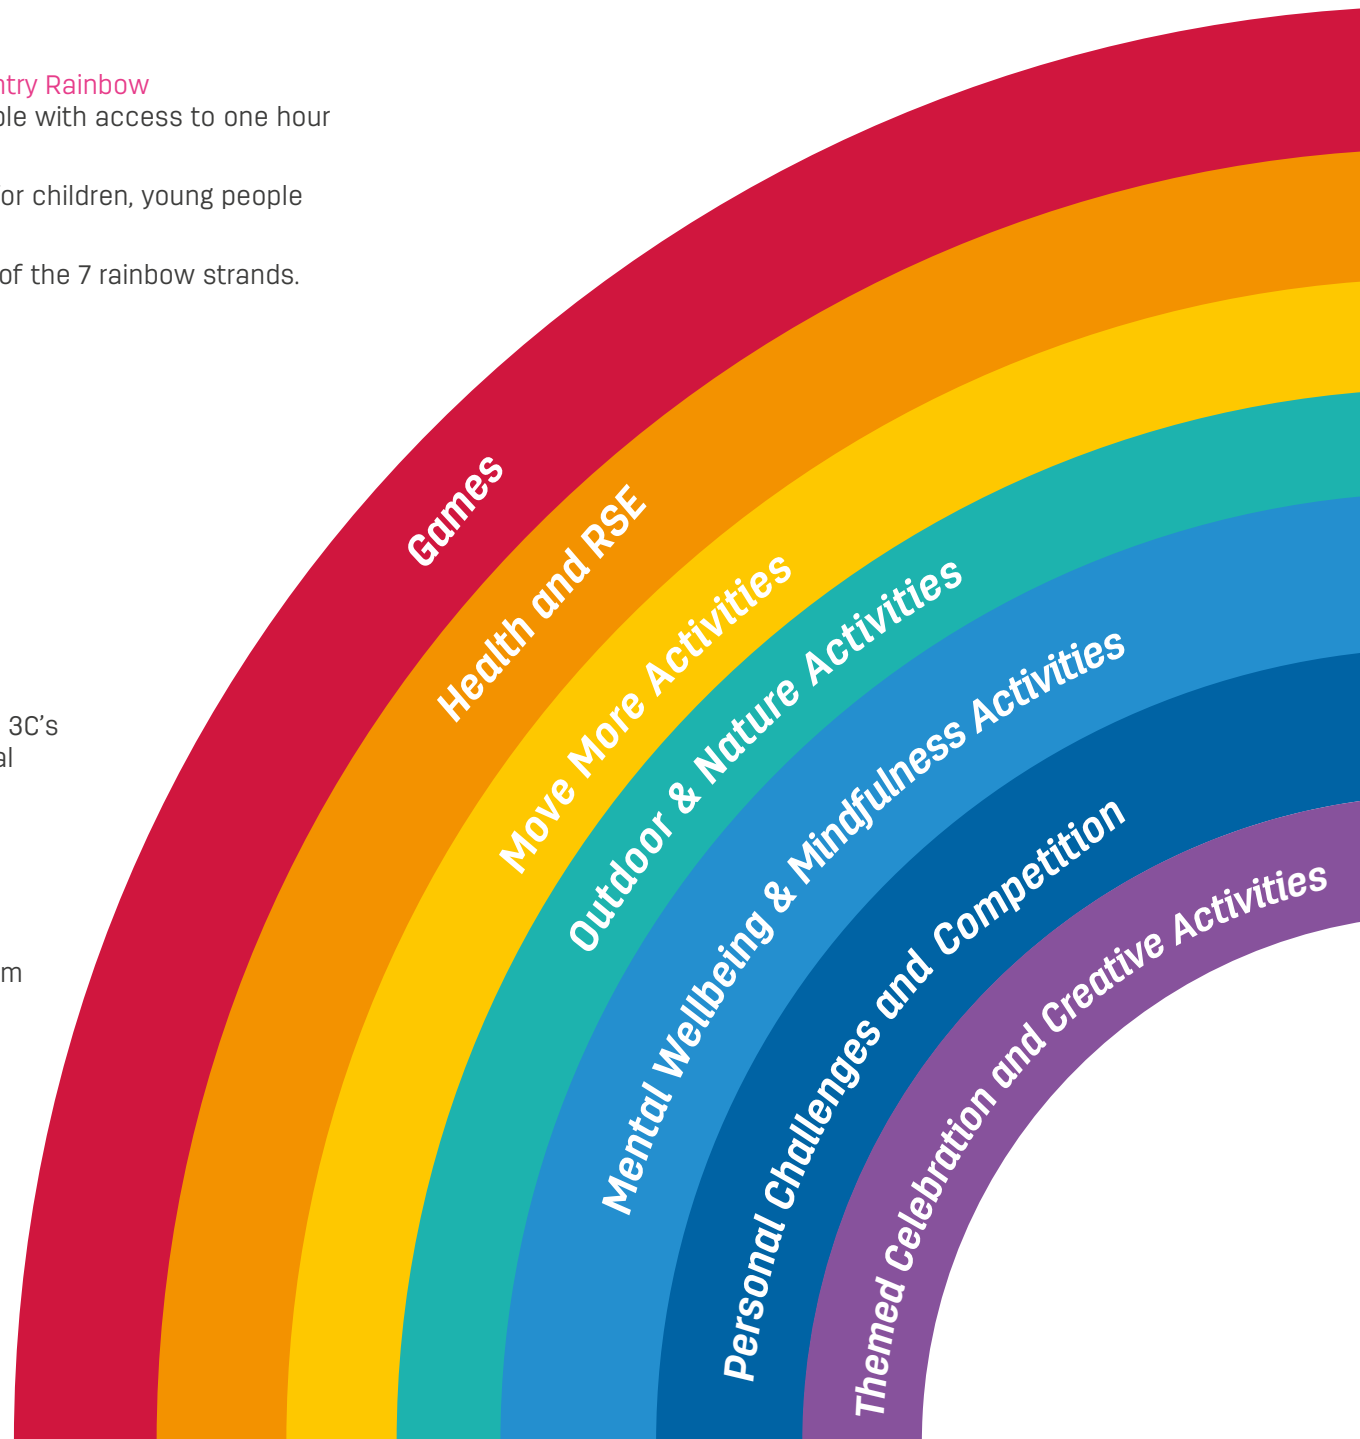 ntry Rainbow
ple with access to one hour
or children, young people
of the 7 rainbow strands.
3C’s
al
m
Games
Health and RSE
Move More Activities
Outdoor & Nature Activities
Mental Wellbeing & Mindfulness Activities
Personal Challenges and Competition
Themed Celebration and Creative Activities